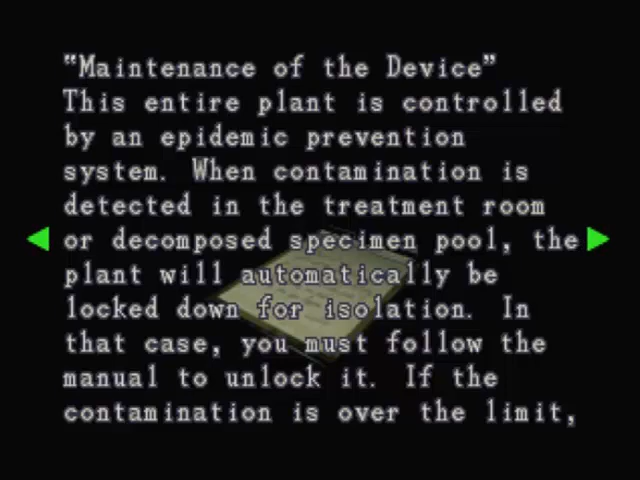 “Maintenance of the Device”
This entire plant is controlled
by an epidemic prevention
system. When contamination is
detected in the treatment room
or decomposed specimen pool, the
plant will automatically be
locked down for isolation. In
that case, you must follow the
manual to unlock it. If the
contamination is over the limit,